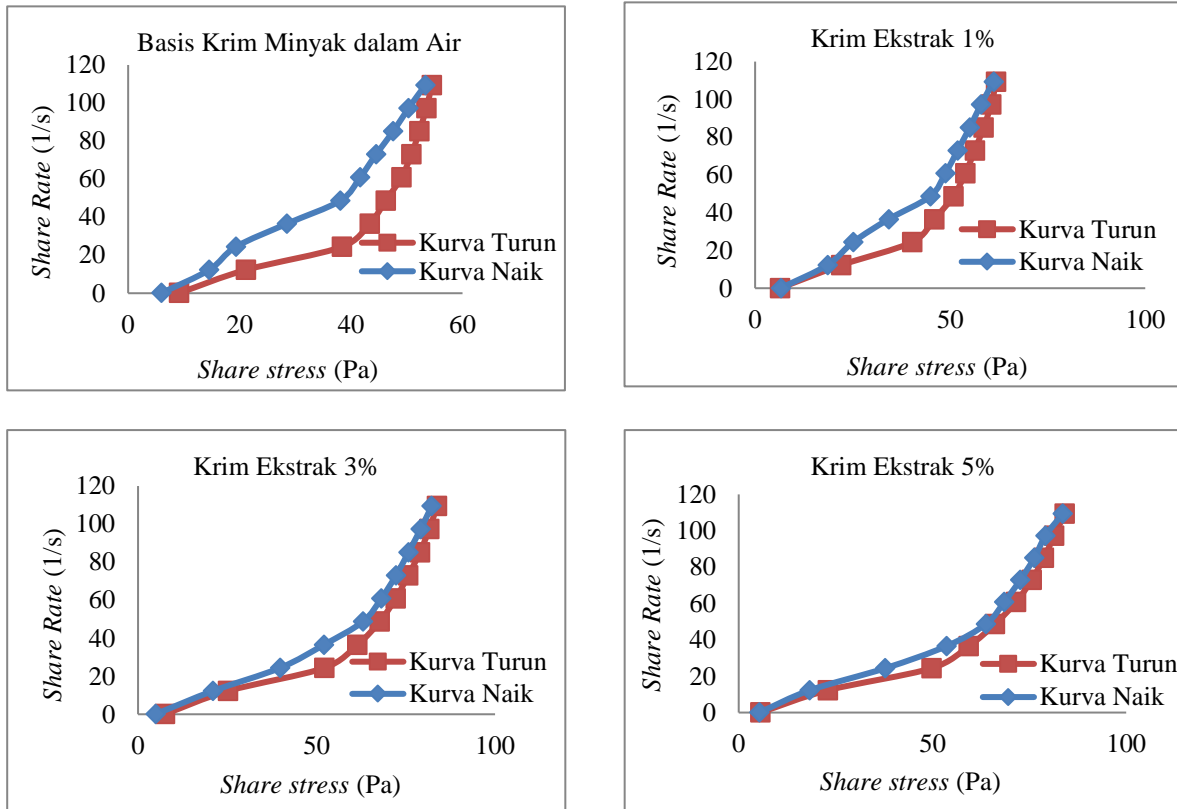 Basis Krim Minyak dalam Air
120
100
80
60
40
20
0
Share Rate (1/s)
Kurva Turun
Kurva Naik
0 20 40 60
Share stress (Pa)
Krim Ekstrak 1%
120
100
80
60
40
20
0
Share Rate (1/s)
Kurva Turun
Kurva Naik
0 50 100
Share stress (Pa)
Krim Ekstrak 3%
120
100
80
60
40
20
0
Share Rate (1/s)
Kurva Turun
Kurva Naik
0 50 100
Share stress (Pa)
Krim Ekstrak 5%
120
100
80
60
40
20
0
Share Rate (1/s)
Kurva Turun
Kurva Naik
0 50 100
Share stress (Pa)